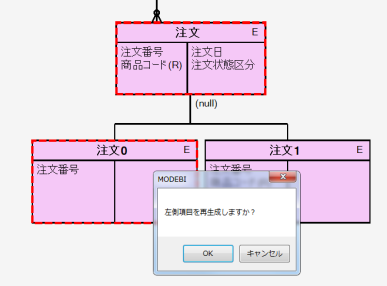 注文 E
注文番号 注文日
商品コード(R) 注文状態区分
(null)
注文0 E 注文1 E
注文番号 注文番号
MODEBI
左側項目を再生成しますか？
OK キャンセル